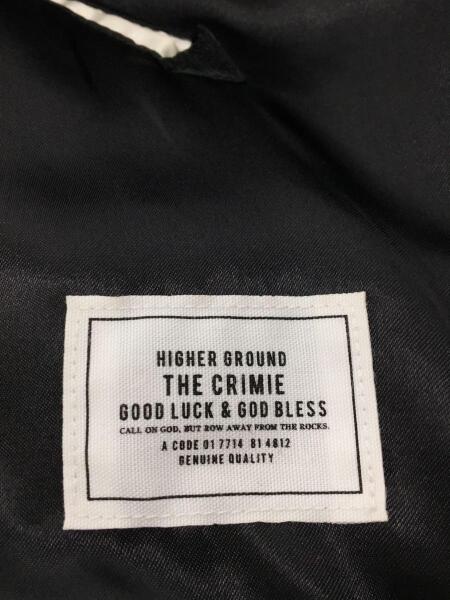 HIGHER GROUND
THE CRIMIE
GOOD LUCK & GOD BLESS
CALL ON GOD, BUT ROW AWAY FROM THE ROCKS.
A CODE 01 7714 81 4812
GENUINE QUALITY